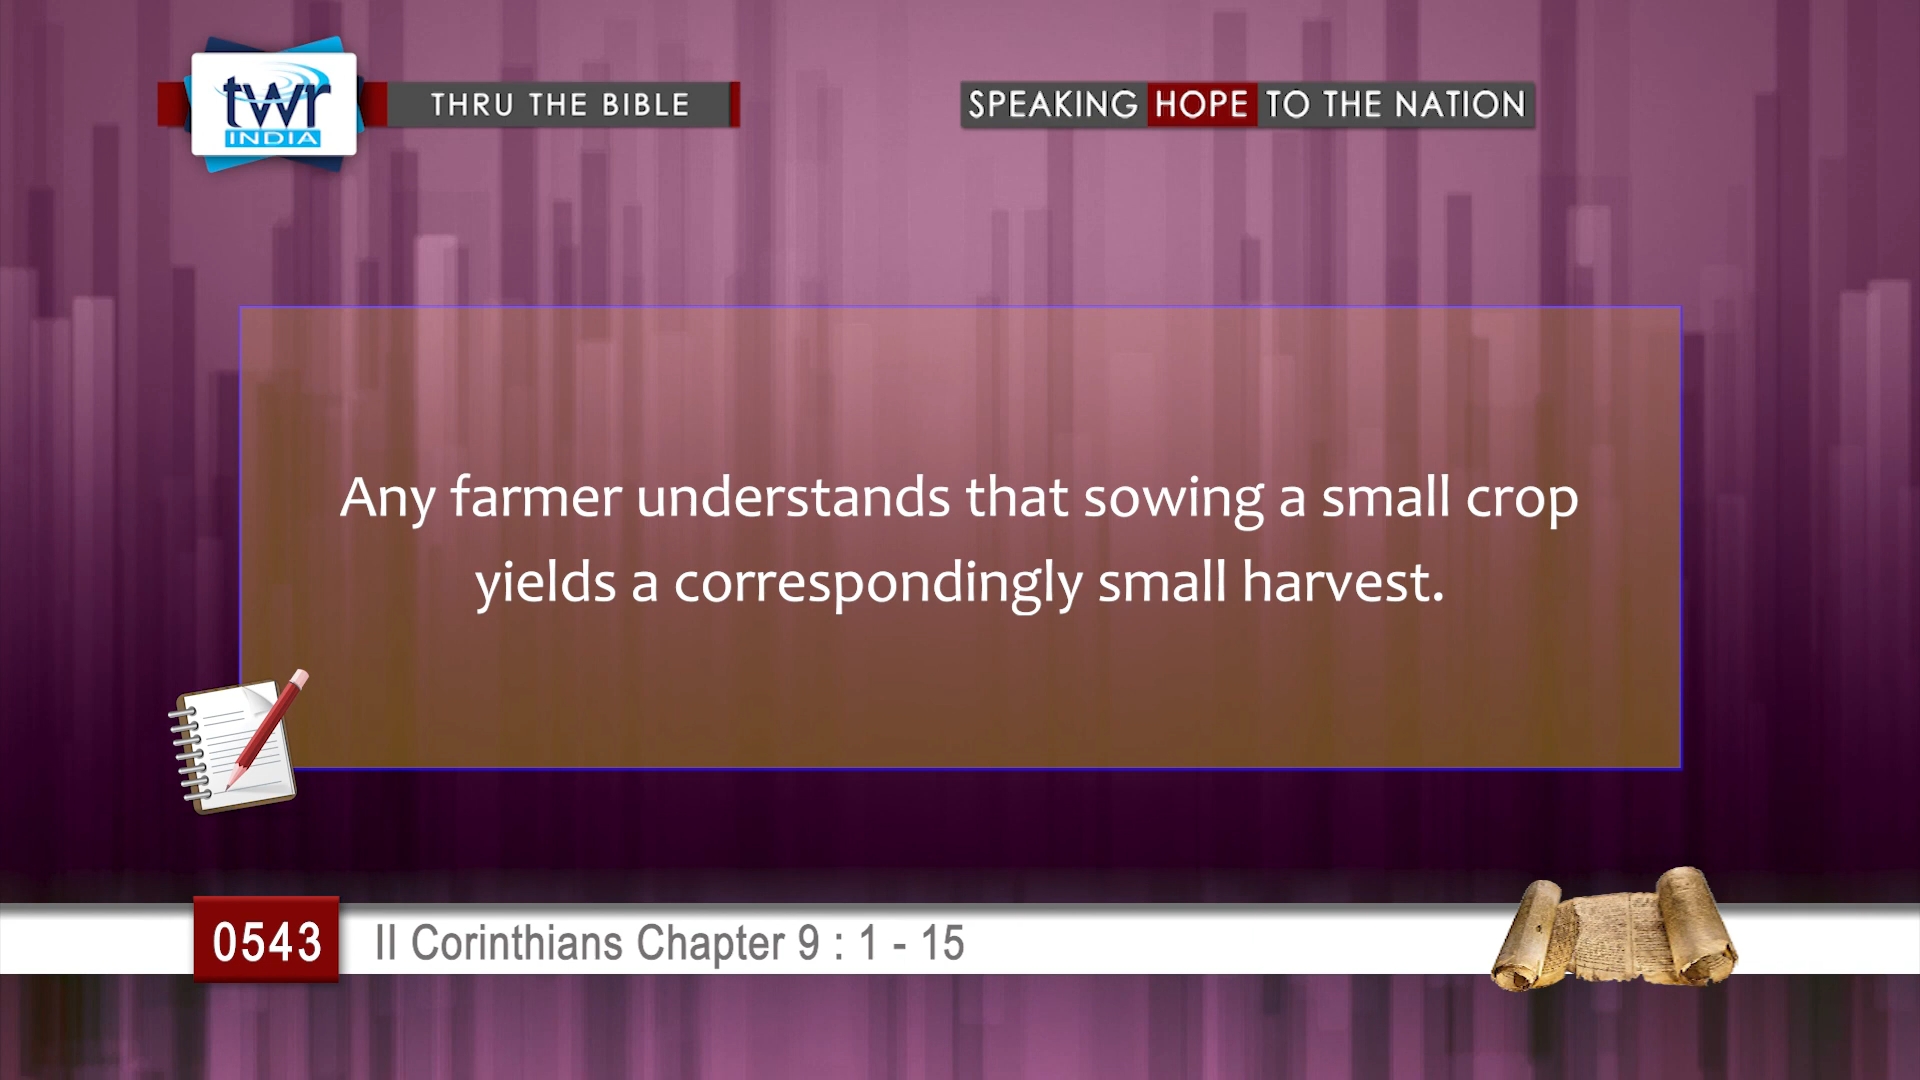 twr
INDIA
THRU THE BIBLE
SPEAKING HOPE TO THE NATION
Any farmer understands that sowing a small crop
yields a correspondingly small harvest.
0543
II Corinthians Chapter 9 : 1 - 15